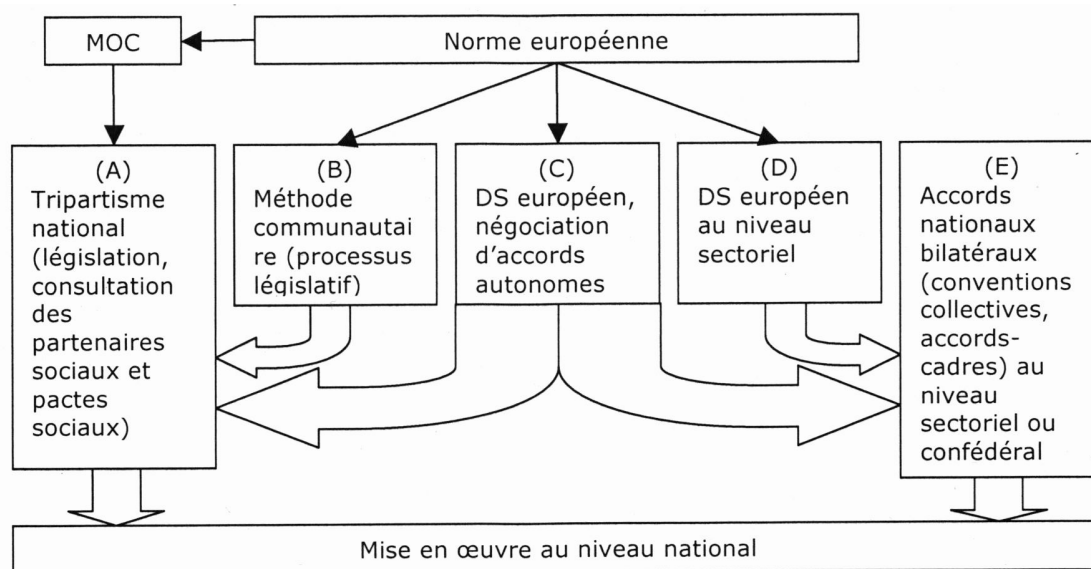 MOC
Norme européenne
(A)
Tripartisme
national
(législation,
consultation
des
partenaires
sociaux et
pactes
sociaux)
(B)
Méthode
communautai
re (processus
législatif)
(C)
DS européen,
négociation
d'accords
autonomes
(D)
DS européen
au niveau
sectoriel
(E)
Accords
nationaux
bilatéraux
(conventions
collectives,
accords-
cadres) au
niveau
sectoriel ou
confédéral
Mise en œuvre au niveau national